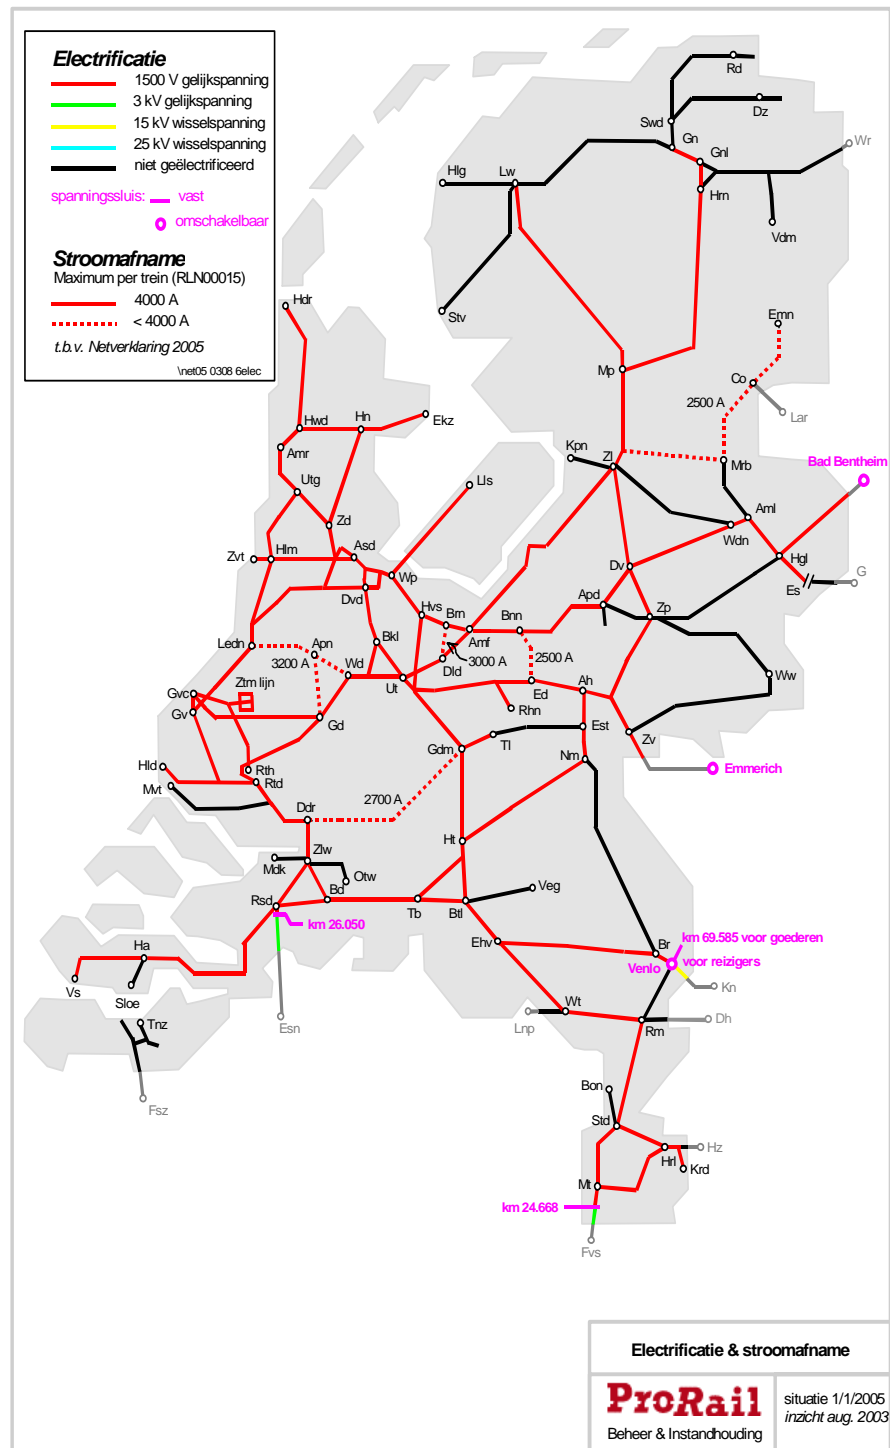 Electrificatie
1500 V gelijkspanning
3 kV gelijkspanning
15 kV wisselspanning
25 kV wisselspanning
niet geëlectrificeerd
spanningssluis: vast
omschakelbaar
Stroomafname
Maximum per trein (RLN00015)
4000 A
< 4000 A
t.b.v. Netverklaring 2005
\net05 0308 6elec
Rd
Dz
Swd
Gn
Wr
Gnl
Hlg
Lw
Hrn
Vdm
Hdr
Stv
Emn
Mp
Co
2500 A
Lar
Hwd
Hn
Ekz
Amr
Kpn
Zl
Mrb
Bad Bentheim
Utg
Lls
Zd
Aml
Wdn
Asd
Zvt
Hlm
Wp
Dv
Hgl
Es
G
Dvd
Hvs
Brn
Bnn
Apd
Zp
Ledn
Apn
Bkl
Amf
3200 A
Wd
Dld
3000 A
2500 A
Ww
Gvc
Ztm lijn
Ut
Ed
Ah
Gv
Gd
Rhn
Est
Zv
Tl
Gdm
Nm
Hld
Rth
Emmerich
Mvt
Rtd
2700 A
Ddr
Ht
Zlw
Mdk
Otw
Veg
Rsd
Bd
Tb
Btl
km 26.050
Ehv
Br
km 69.585 voor goederen
Ha
Venlo
voor reizigers
Vs
Sloe
Kn
Wt
Tnz
Esn
Lnp
Rm
Dh
Bon
Fsz
Std
Hrl
Hz
Krd
Mt
km 24.668
Fvs
Electrificatie & stroomafname
ProRail
Beheer & Instandhouding
situatie 1/1/2005
inzicht aug. 2003